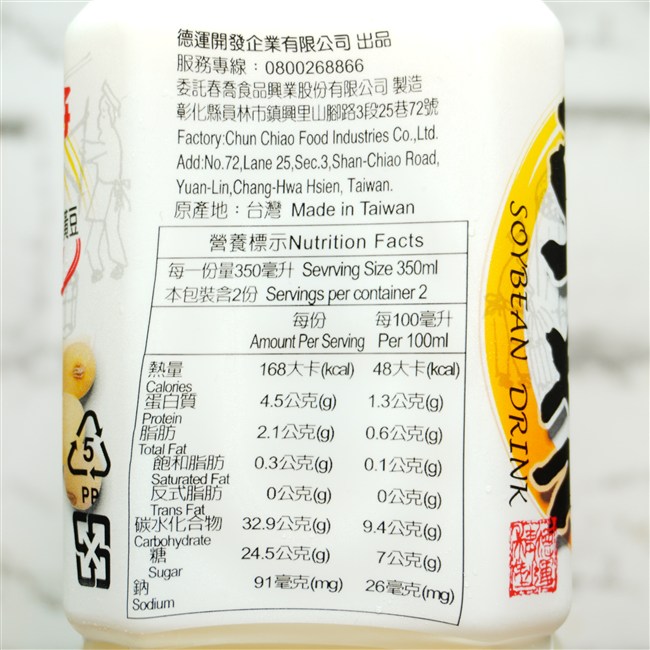 德運開發企業有限公司 出品
服務專線：0800268866
委託春喬食品興業股份有限公司 製造
彰化縣員林市鎮興里山腳路3段25巷72號
Factory:Chun Chiao Food Industries Co.,Ltd.
Add:No.72,Lane 25,Sec.3,Shan-Chiao Road,
Yuan-Lin,Chang-Hwa Hsien, Taiwan.
原產地：台灣 Made in Taiwan
營養標示Nutrition Facts
每一份量350毫升 Sevrving Size 350ml
本包裝含2份 Servings per container 2
每份 每100毫升
Amount Per Serving Per 100ml
熱量 168大卡(kcal) 48大卡(kcal)
Calories
蛋白質 4.5公克(g) 1.3公克(g)
Protein
脂肪 2.1公克(g) 0.6公克(g)
Total Fat
飽和脂肪 0.3公克(g) 0.1公克(g)
Saturated Fat
反式脂肪 0公克(g) 0公克(g)
Trans Fat
碳水化合物 32.9公克(g) 9.4公克(g)
Carbohydrate
糖 24.5公克(g) 7公克(g)
Sugar
鈉 91毫克(mg) 26毫克(mg)
Sodium
黃豆
5
PP
SOYBEAN DRINK